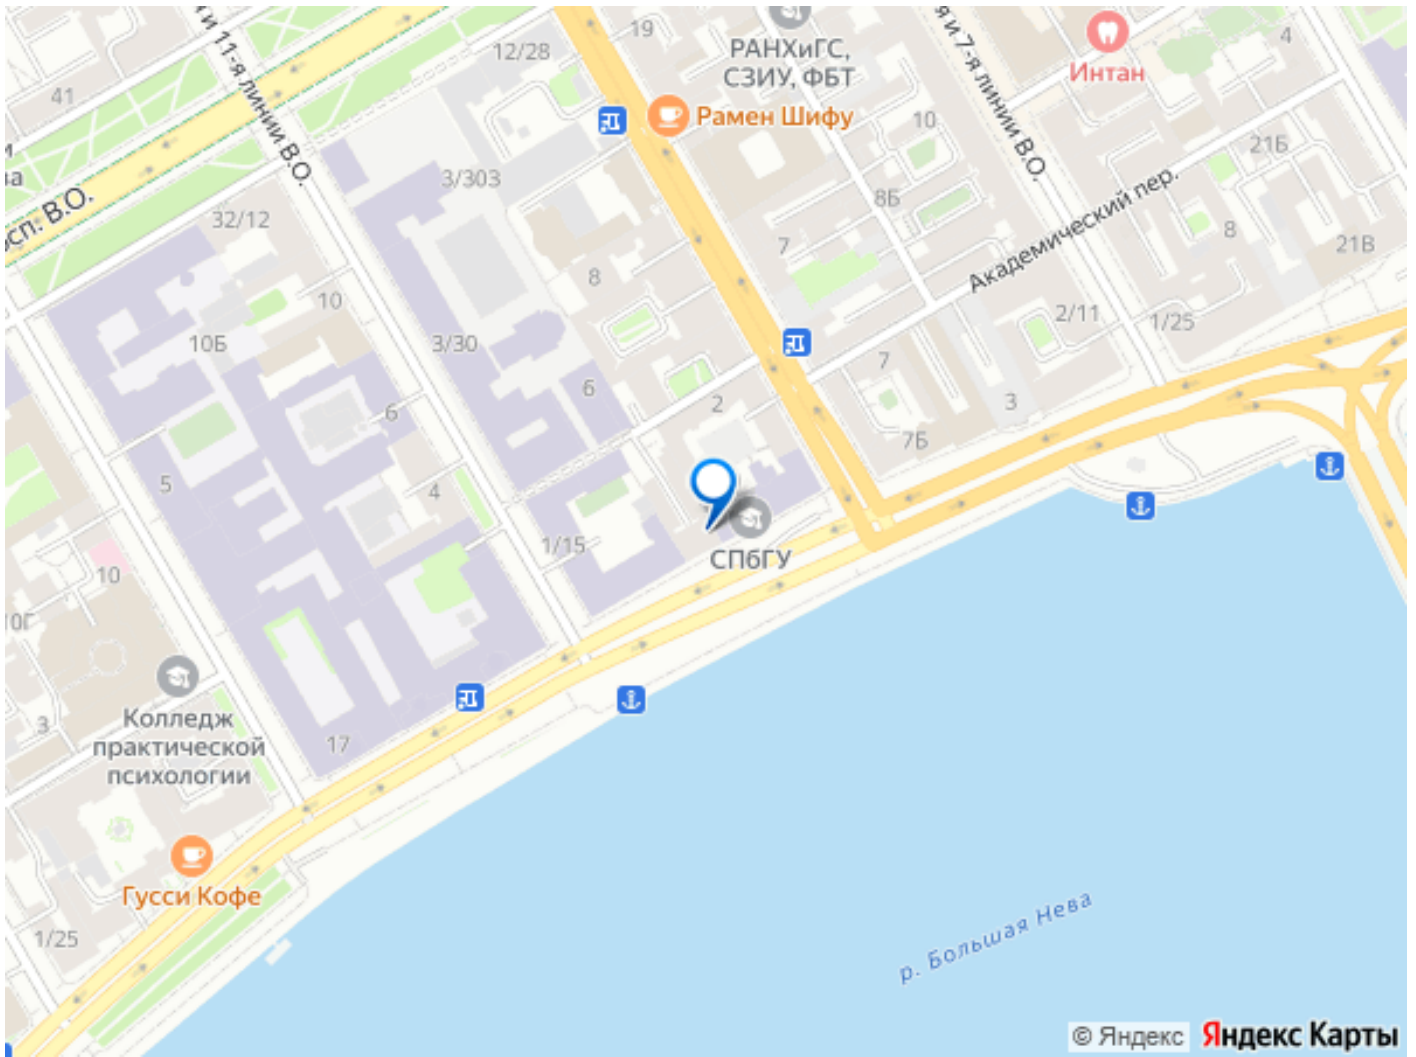 19
12/28
РАНХиГС,
СЗИУ, ФБТ
я и 7-я линии В.О.
Интан
4
41
и 11-я линии В.О.
Рамен Шифу
10
21Б
3/303
8Б
Академический пер.
сп. В.О.
32/12
7
8
21В
8
10
2/11
1/25
10Б
3/30
7
6
2
3
6
7Б
5
4
1/15
СПбГУ
10
10Г
3
Колледж
практической
психологии
17
Гусси Кофе
1/25
р. Большая Нева
© Яндекс
Яндекс Карты